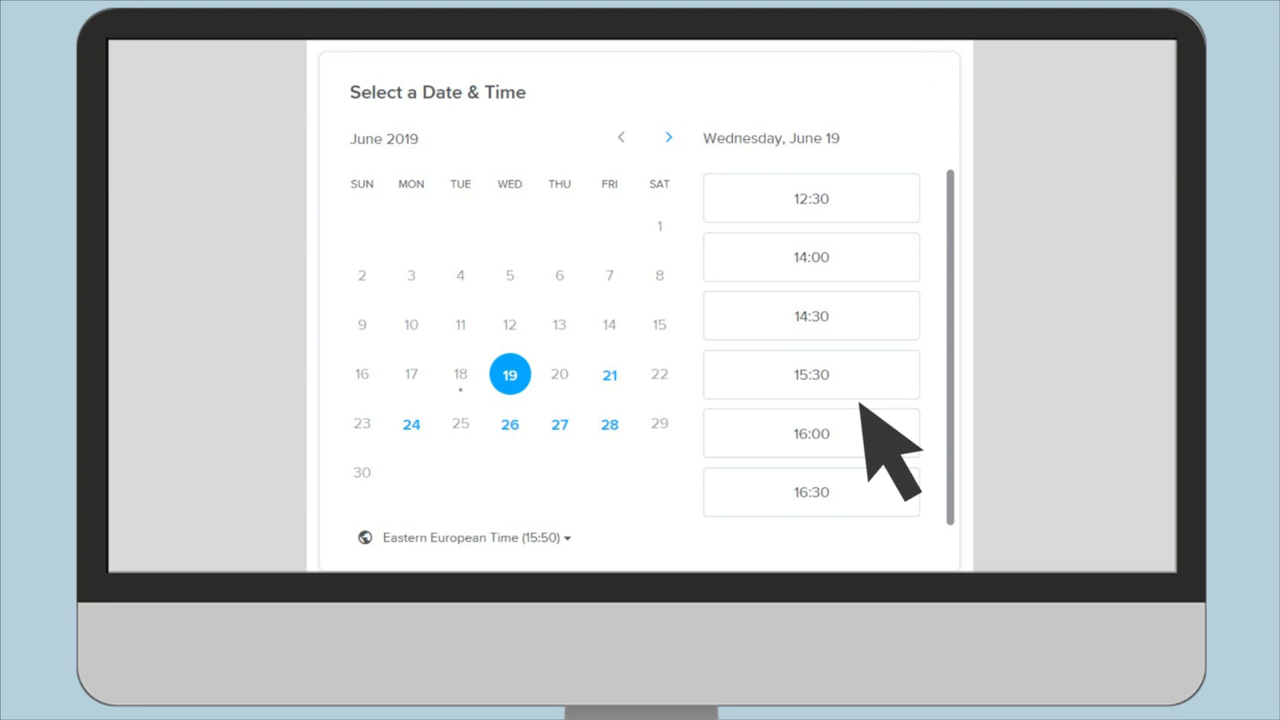 Select a Date & Time
June 2019
SUN MON TUE WED THU FRI SAT
1
2 3 4 5 6 7 8
9 10 11 12 13 14 15
16 17 18 19 20 21 22
23 24 25 26 27 28 29
30
Eastern European Time (15:50)
Wednesday, June 19
12:30
14:00
14:30
15:30
16:00
16:30